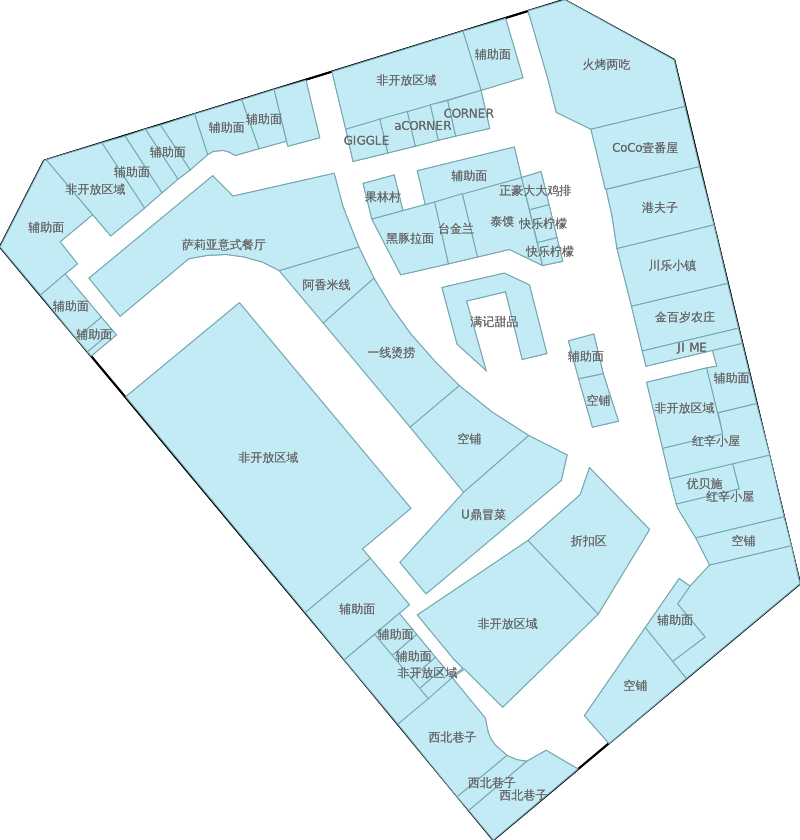 辅助面
火烤两吃
非开放区域
CORNER
aCORNER
辅助面
辅助面
GIGGLE
CoCo壹番屋
辅助面
辅助面
辅助面
非开放区域
正豪大大鸡排
果林村
港夫子
泰馍
快乐柠檬
辅助面
台金兰
黑豚拉面
萨莉亚意式餐厅
快乐柠檬
川乐小镇
阿香米线
辅助面
金百岁农庄
满记甜品
辅助面
JI ME
一线烫捞
辅助面
辅助面
空铺
非开放区域
空铺
红辛小屋
非开放区域
优贝施
红辛小屋
U鼎冒菜
折扣区
空铺
辅助面
辅助面
非开放区域
辅助面
辅助面
非开放区域
空铺
西北巷子
西北巷子
西北巷子